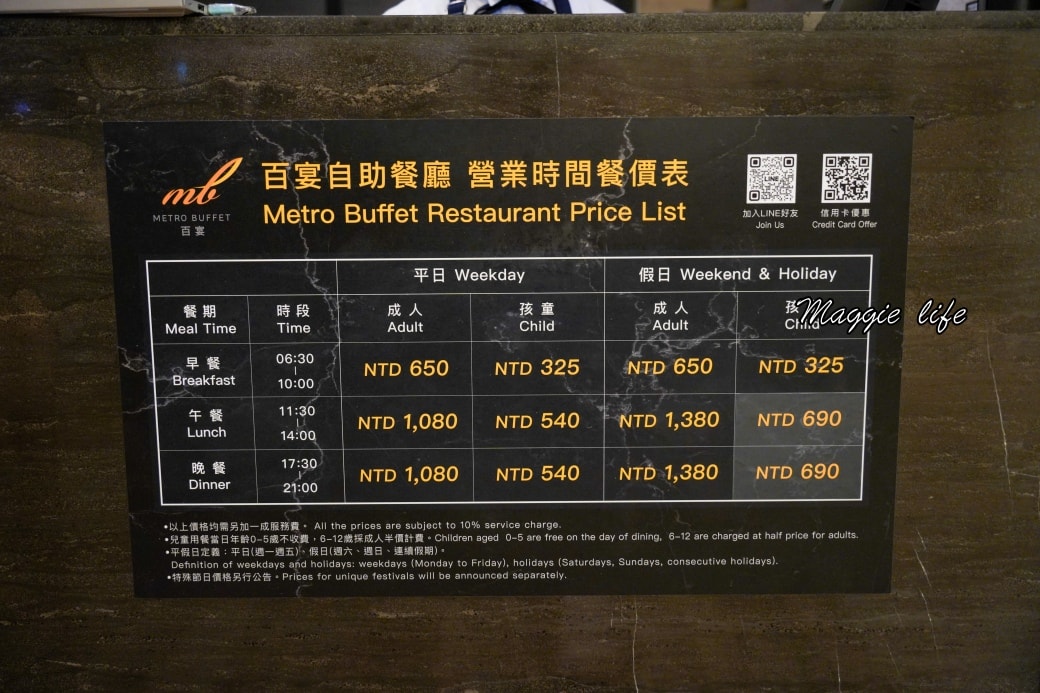 mb
METRO BUFFET
百宴
百宴自助餐廳 營業時間餐價表
Metro Buffet Restaurant Price List
LINE
加入LINE好友
Join Us
信用卡優惠
Credit Card Offer
平日 Weekday 假日 Weekend & Holiday
餐期 時段 成人 孩童 成人 孩
Meal Time Time Adult Child Adult Child
Maggie life
早餐 06:30 NTD 650 NTD 325 NTD 650 NTD 325
Breakfast 10:00
午餐 11:30 NTD 1,080 NTD 540 NTD 1,380 NTD 690
Lunch 14:00
晚餐 17:30 NTD 1,080 NTD 540 NTD 1,380 NTD 690
Dinner 21:00
•以上價格均需另加一成服務費。 All the prices are subject to 10% service charge.
•兒童用餐當日年齡0-5歲不收費，6-12歲採成人半價計費。Children aged 0-5 are free on the day of dining, 6-12 are charged at half price for adults.
•平假日定義：平日(週一週五)、假日(週六、週日、連續假期)。
Definition of weekdays and holidays: weekdays (Monday to Friday), holidays (Saturdays, Sundays, consecutive holidays).
•特殊節日價格另行公告。Prices for unique festivals will be announced separately.